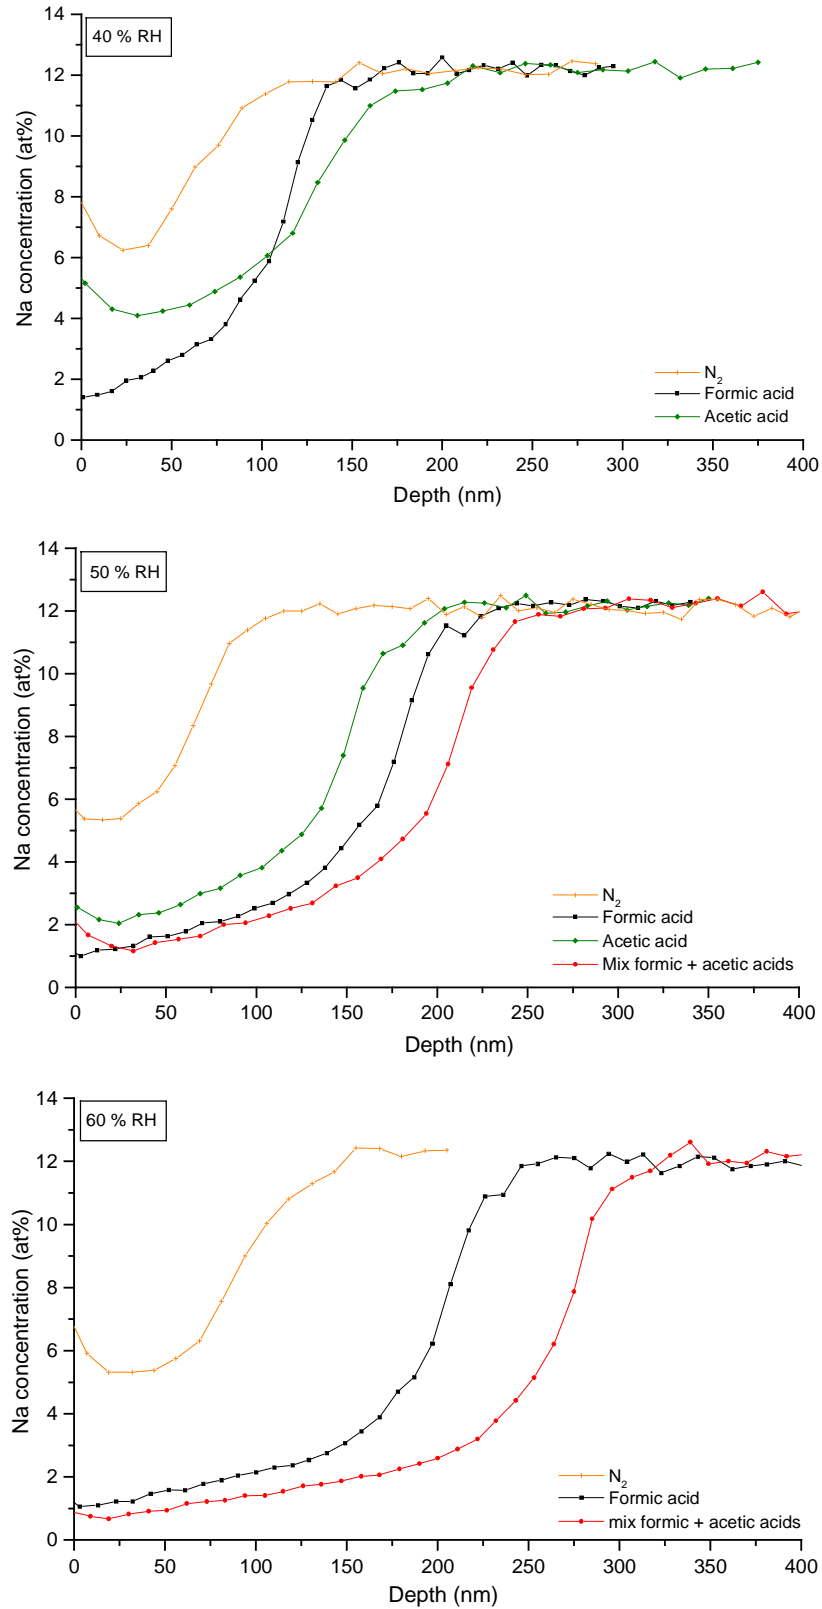 40 % RH
14
12
10
8
6
4
2
0
Na concentration (at%)
N₂
Formic acid
Acetic acid
0 50 100 150 200 250 300 350 400
Depth (nm)
50 % RH
14
12
10
8
6
4
2
0
Na concentration (at%)
N₂
Formic acid
Acetic acid
Mix formic + acetic acids
0 50 100 150 200 250 300 350 400
Depth (nm)
60 % RH
14
12
10
8
6
4
2
0
Na concentration (at%)
N₂
Formic acid
mix formic + acetic acids
0 50 100 150 200 250 300 350 400
Depth (nm)